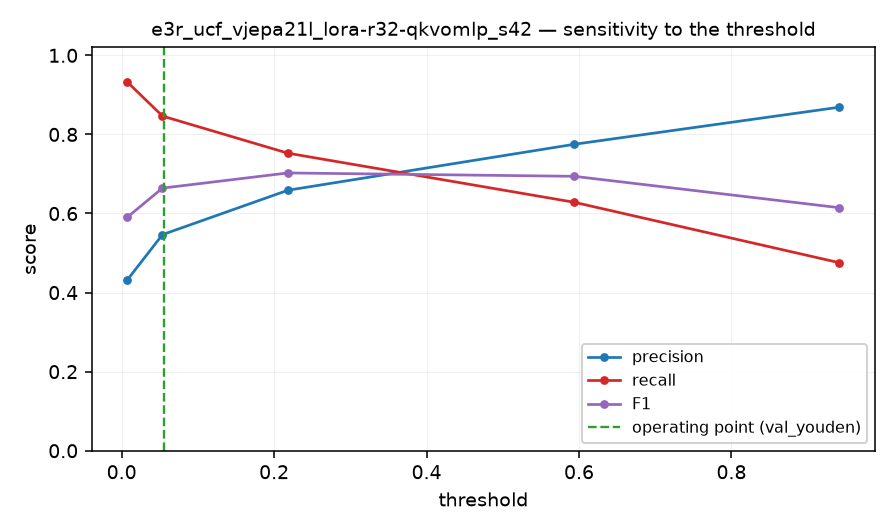 e3r_ucf_vjepa21l_lora-r32-qkvomlp_s42 — sensitivity to the threshold
1.0
0.8
0.6
0.4
0.2
0.0
score
0.0 0.2 0.4 0.6 0.8
threshold
precision
recall
F1
operating point (val_youden)